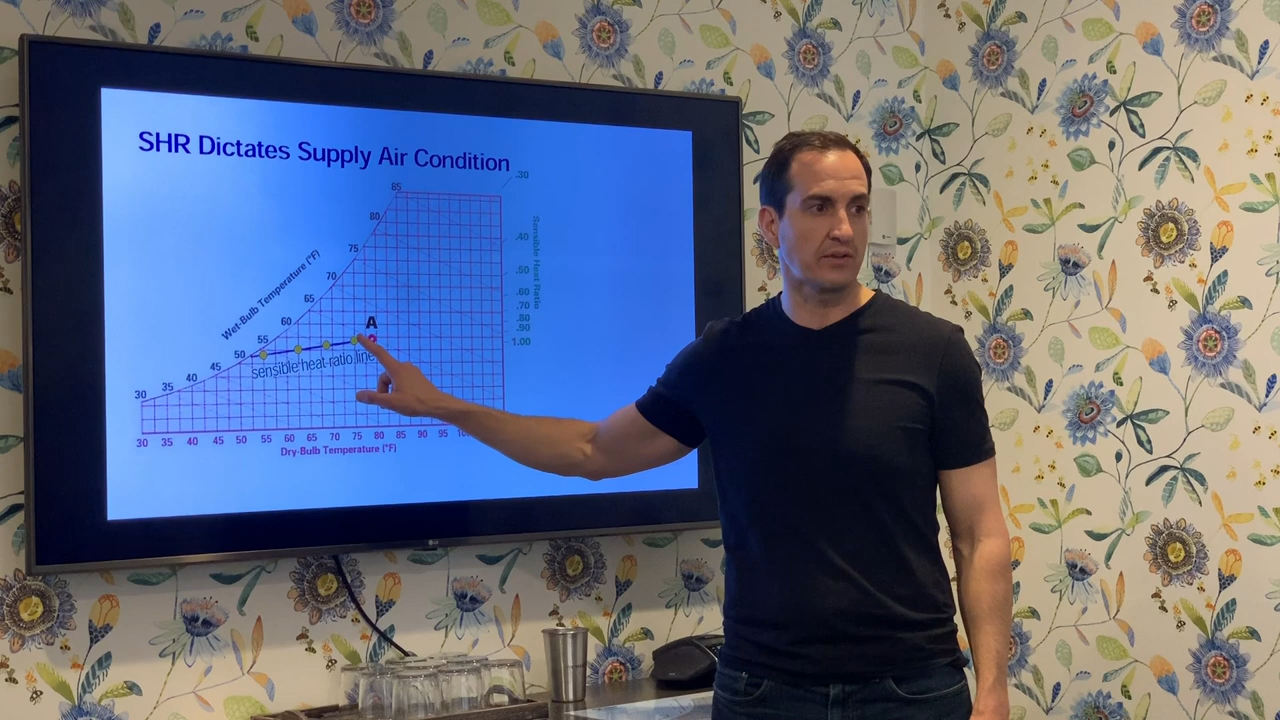 SHR Dictates Supply Air Condition
.30
85
80
75
70
65
60
55
50
45
40
35
30
Wet-Bulb Temperature (°F)
Sensible Heat Ratio
.40
.50
.60
.70
.80
.90
1.00
A
sensible heat ratio line
30 35 40 45 50 55 60 65 70 75 80 85 90 95
Dry-Bulb Temperature (°F)
LG